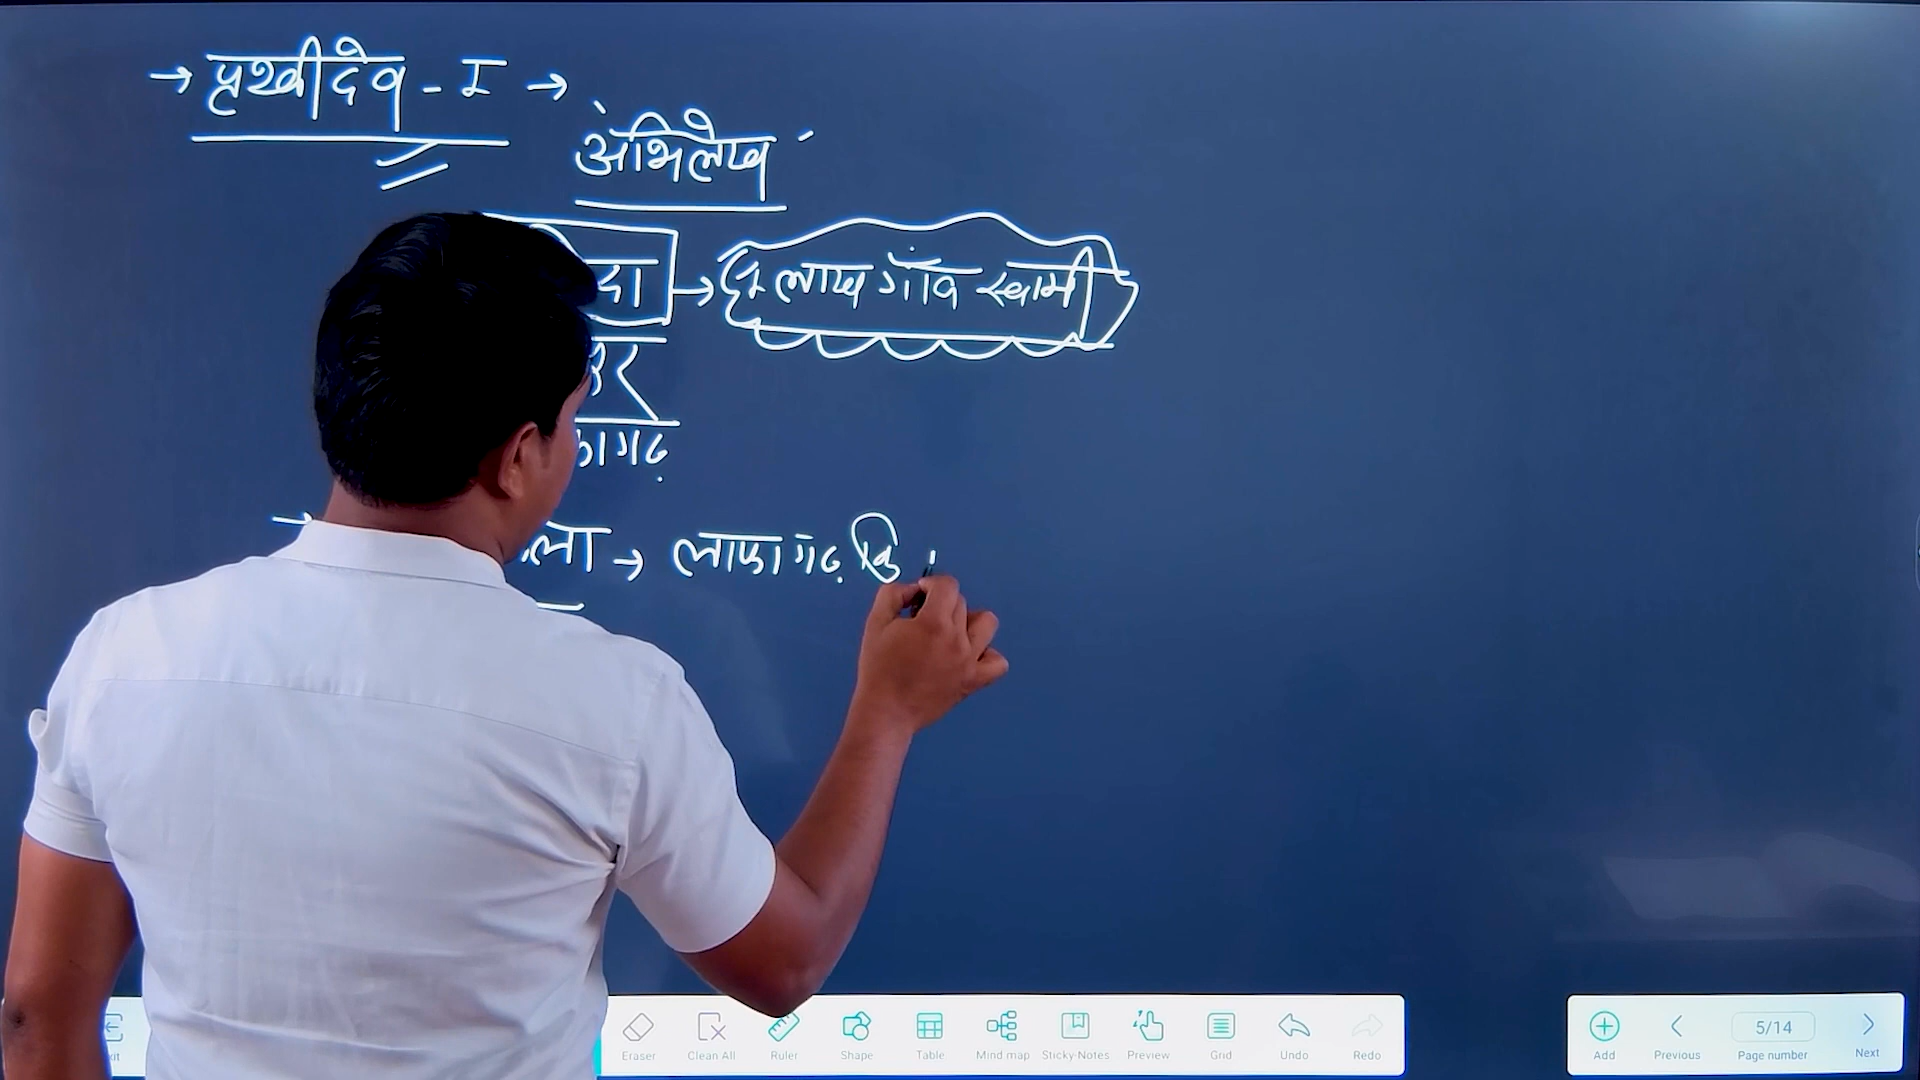 → पृथ्वीदेव - I →
अभिलेख
दा → लाख गाँव स्वामी
र
ागढ़
ला → लाफागढ़ कि
Eraser Clean All Ruler Shape Table Mind map Sticky Notes Preview Grid Undo Redo Add Previous 5/14 Page number Next